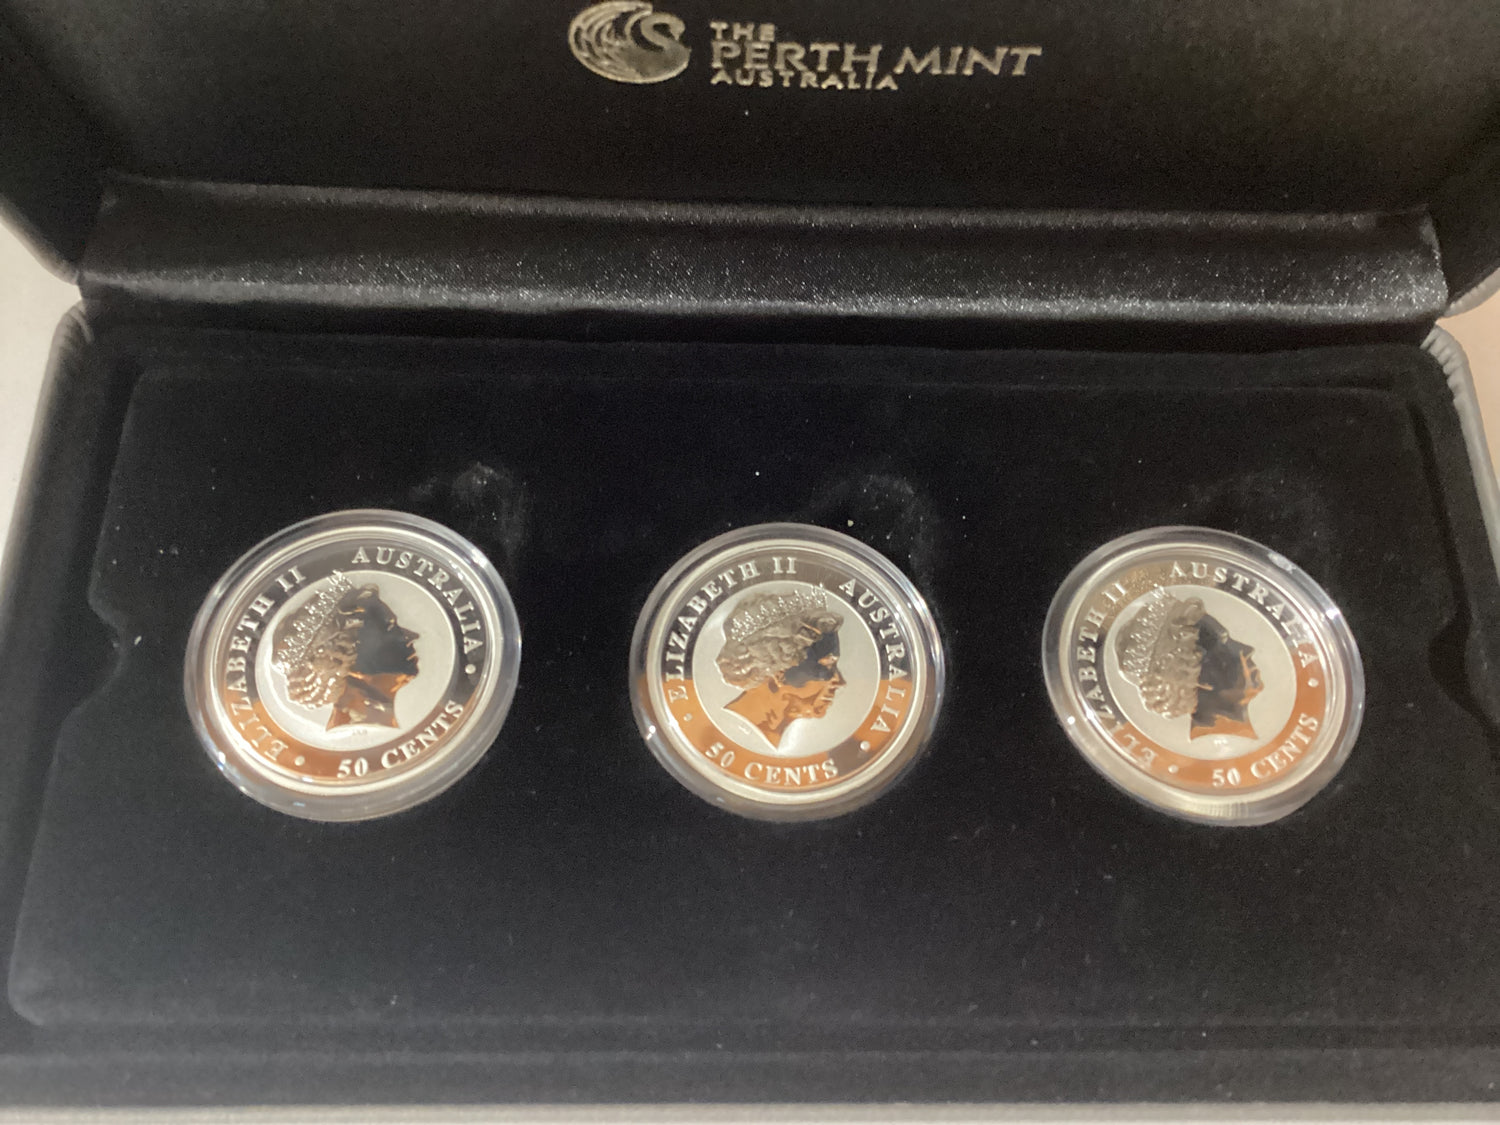 THE
PERTH MINT
AUSTRALIA
ELIZABETH II AUSTRALIA
50 CENTS
ELIZABETH II AUSTRALIA
50 CENTS
ELIZABETH II AUSTRALIA
50 CENTS